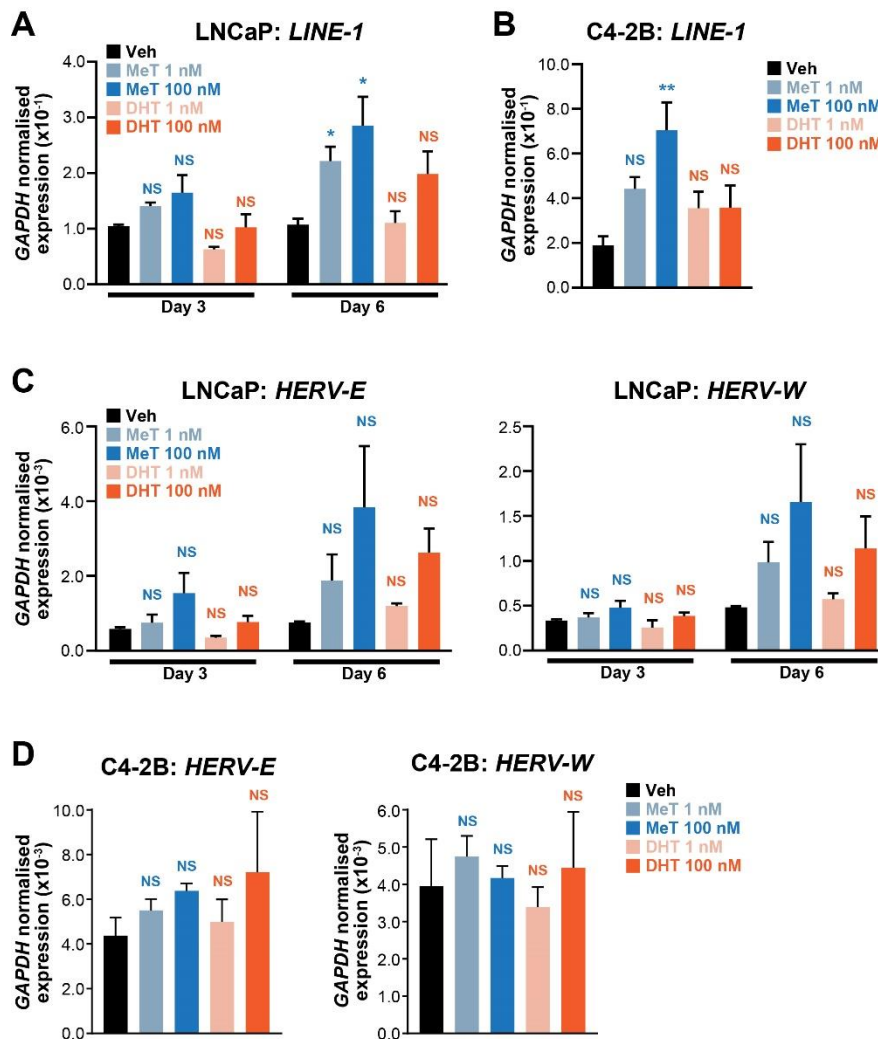 A
LNCaP: LINE-1
Veh
MeT 1 nM
MeT 100 nM
DHT 1 nM
DHT 100 nM
GAPDH normalised
expression (x10⁻¹)
4.0
3.0
2.0
1.0
0.0
NS
NS
NS
NS
*
*
NS
NS
Day 3
Day 6
B
C4-2B: LINE-1
Veh
MeT 1 nM
MeT 100 nM
DHT 1 nM
DHT 100 nM
GAPDH normalised
expression (x10⁻¹)
10.0
8.0
6.0
4.0
2.0
0.0
NS
**
NS
NS
C
LNCaP: HERV-E
Veh
MeT 1 nM
MeT 100 nM
DHT 1 nM
DHT 100 nM
GAPDH normalised
expression (x10⁻³)
6.0
4.0
2.0
0.0
NS
NS
NS
NS
NS
NS
NS
NS
Day 3
Day 6
LNCaP: HERV-W
2.5
2.0
1.5
1.0
0.5
0.0
NS
NS
NS
NS
NS
NS
NS
NS
Day 3
Day 6
D
C4-2B: HERV-E
GAPDH normalised
expression (x10⁻³)
10.0
8.0
6.0
4.0
2.0
0.0
NS
NS
NS
NS
C4-2B: HERV-W
GAPDH normalised
expression (x10⁻³)
6.0
5.0
4.0
3.0
2.0
1.0
0.0
NS
NS
NS
NS
Veh
MeT 1 nM
MeT 100 nM
DHT 1 nM
DHT 100 nM